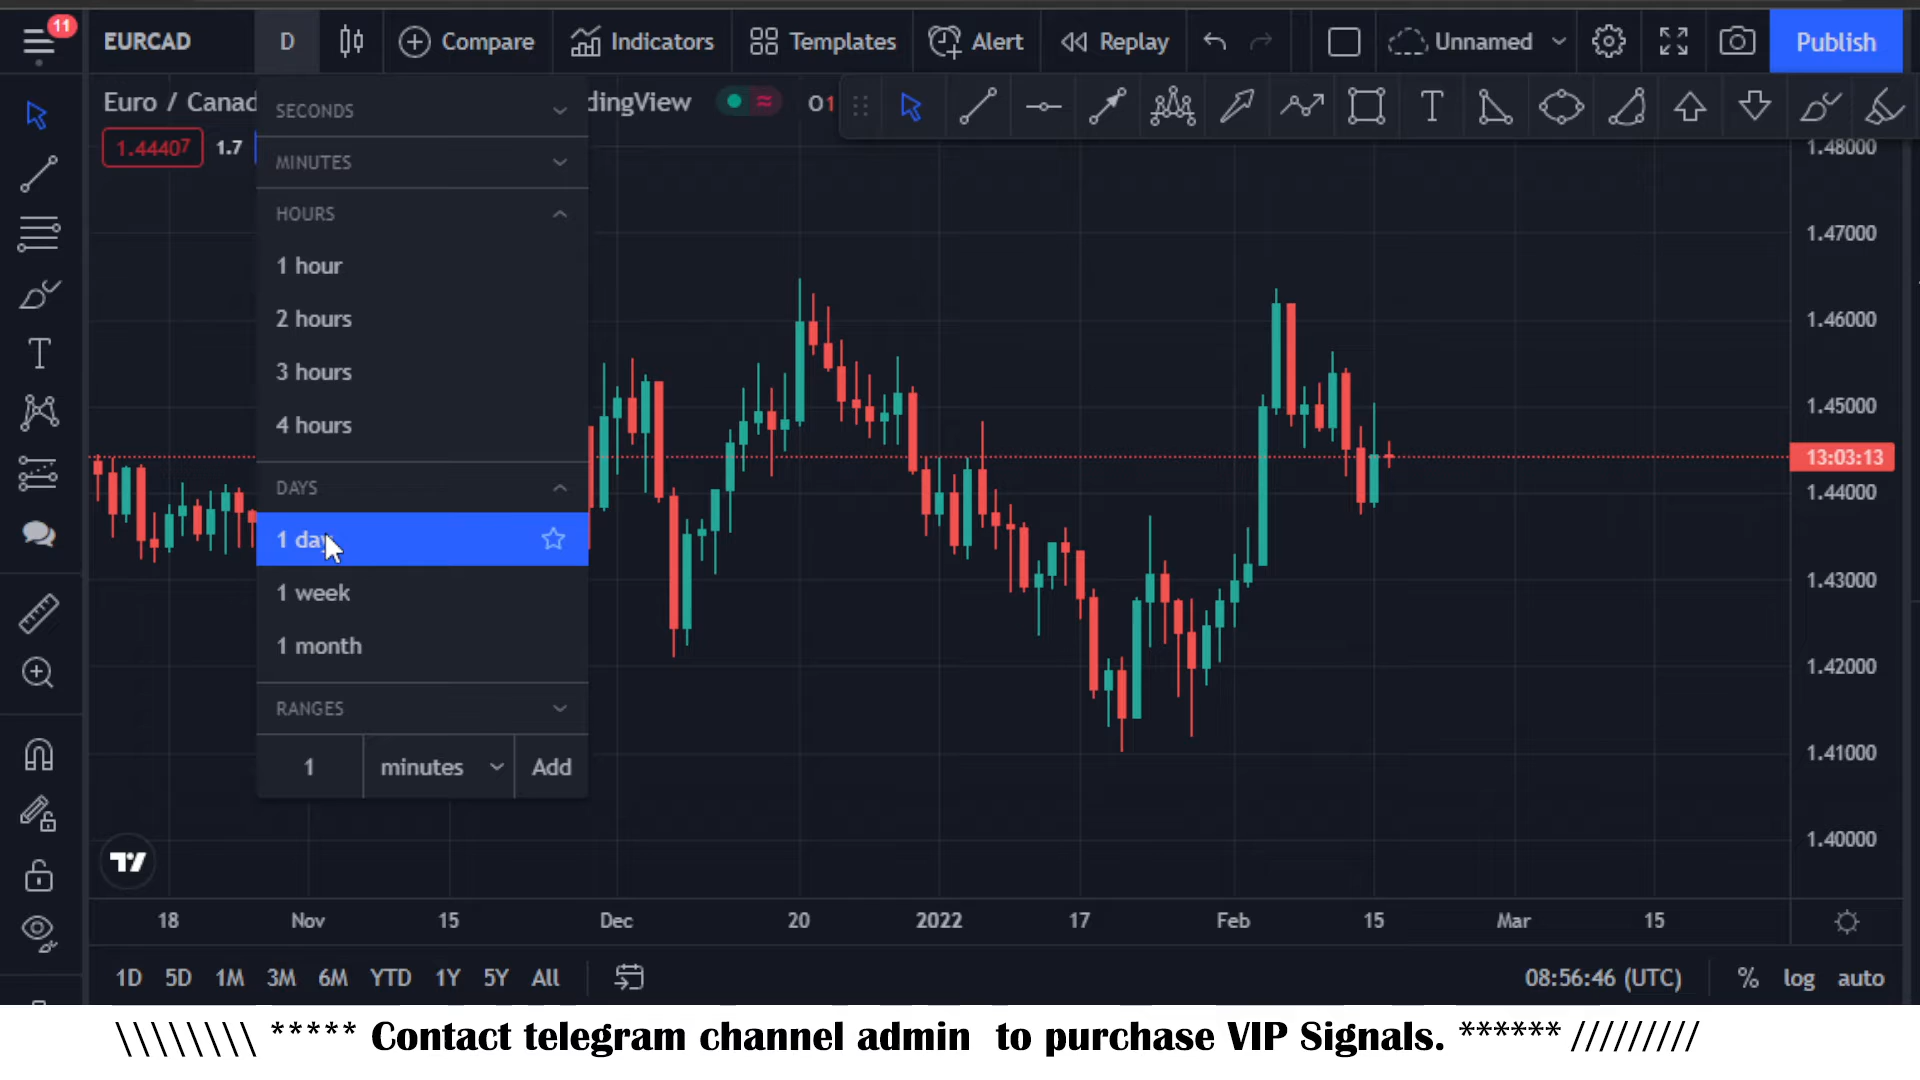 11
EURCAD D Compare Indicators Templates Alert Replay Unnamed Publish
Euro / Canad dingView O1
1.44407 1.7
SECONDS
MINUTES
HOURS
1 hour
2 hours
3 hours
4 hours
DAYS
1 day
1 week
1 month
RANGES
1 minutes Add
1.48000
1.47000
1.46000
1.45000
13:03:13
1.44000
1.43000
1.42000
1.41000
1.40000
18 Nov 15 Dec 20 2022 17 Feb 15 Mar 15
1D 5D 1M 3M 6M YTD 1Y 5Y All 08:56:46 (UTC) % log auto
\\\\\\\\ ***** Contact telegram channel admin to purchase VIP Signals. ****** /////////